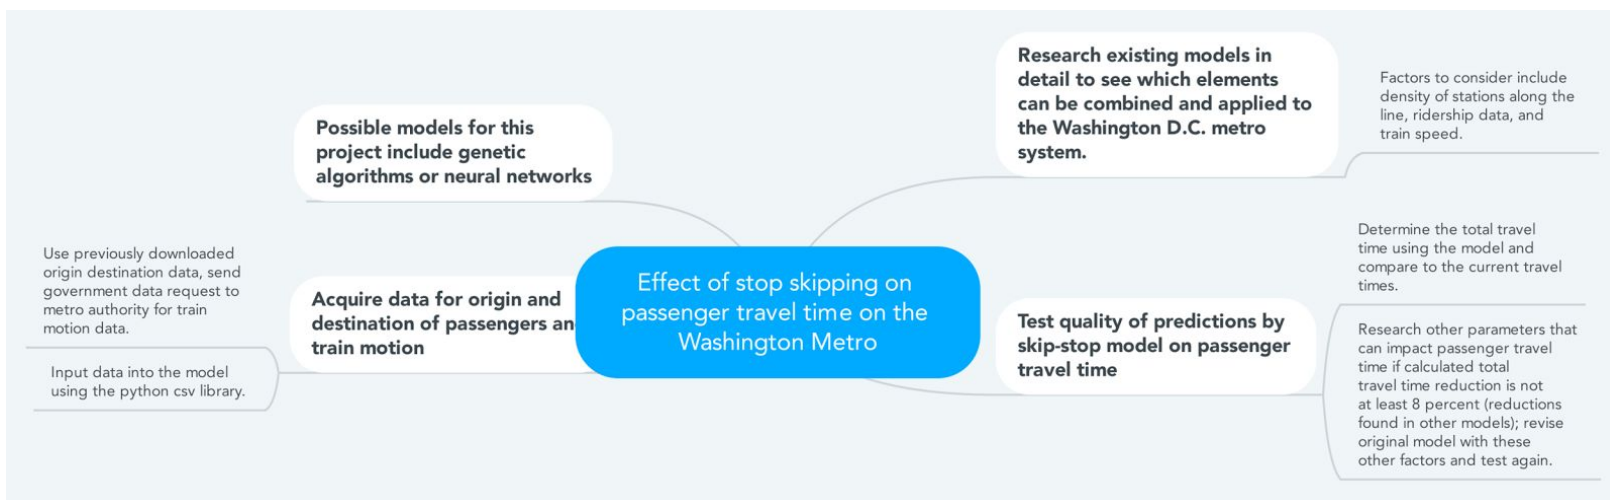 Possible models for this
project include genetic
algorithms or neural networks
Use previously downloaded
origin destination data, send
government data request to
metro authority for train
motion data.
Input data into the model
using the python csv library.
Acquire data for origin and
destination of passengers an
train motion
Effect of stop skipping on
passenger travel time on the
Washington Metro
Research existing models in
detail to see which elements
can be combined and applied to
the Washington D.C. metro
system.
Factors to consider include
density of stations along the
line, ridership data, and
train speed.
Test quality of predictions by
skip-stop model on passenger
travel time
Determine the total travel
time using the model and
compare to the current travel
times.
Research other parameters that
can impact passenger travel
time if calculated total
travel time reduction is not
at least 8 percent (reductions
found in other models); revise
original model with these
other factors and test again.